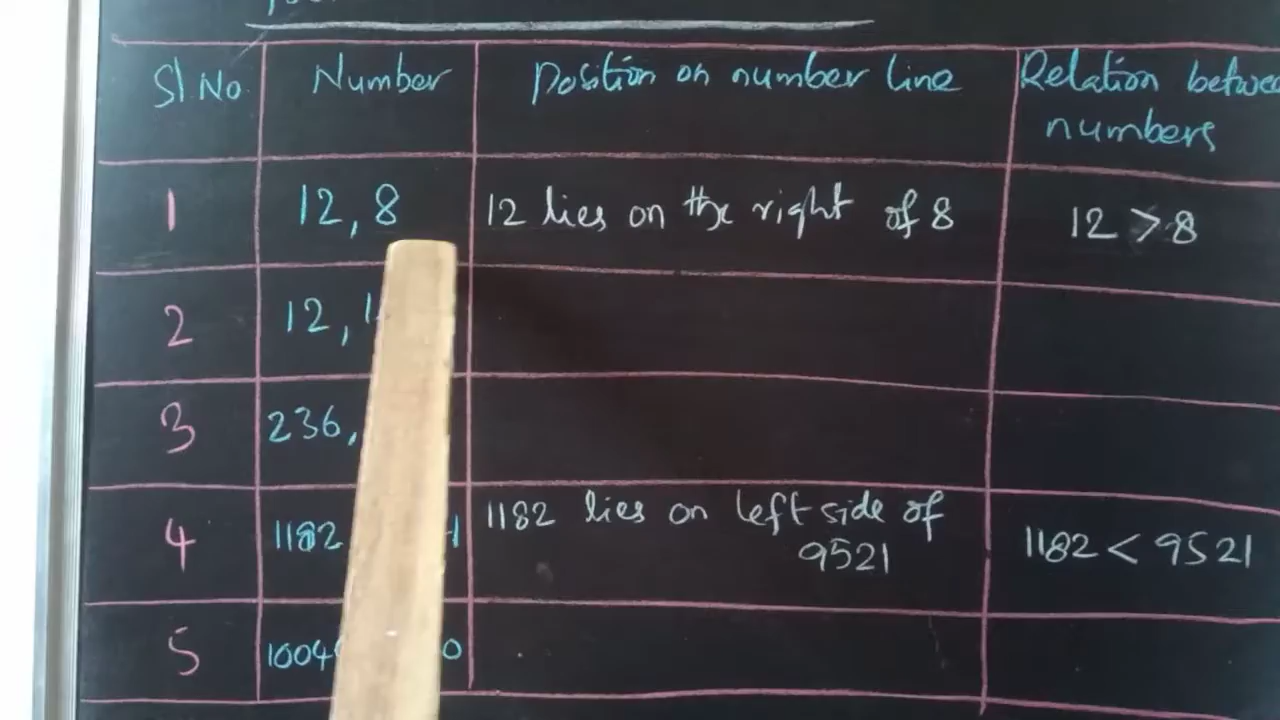 Sl.No Number Position on number line Relation between
numbers
1 12, 8 12 lies on the right of 8 12 > 8
2 12,
3 236,
4 1182 1182 lies on left side of
9521 1182 < 9521
5